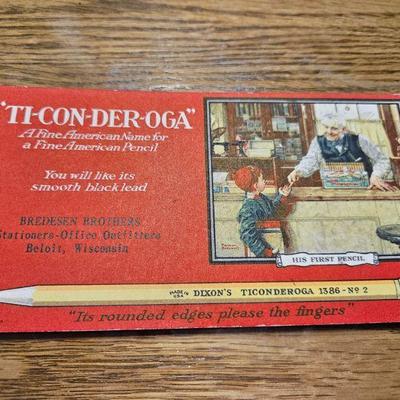 "TI-CON-DER-OGA"
A Fine American Name for
a Fine American Pencil
You will like its
smooth black lead
BREDESEN BROTHERS
Stationers-Office Outfitters
Beloit, Wisconsin
HIS FIRST PENCIL
MADE IN U.S.A. DIXON'S TICONDEROGA 1386-No 2
"Its rounded edges please the fingers"